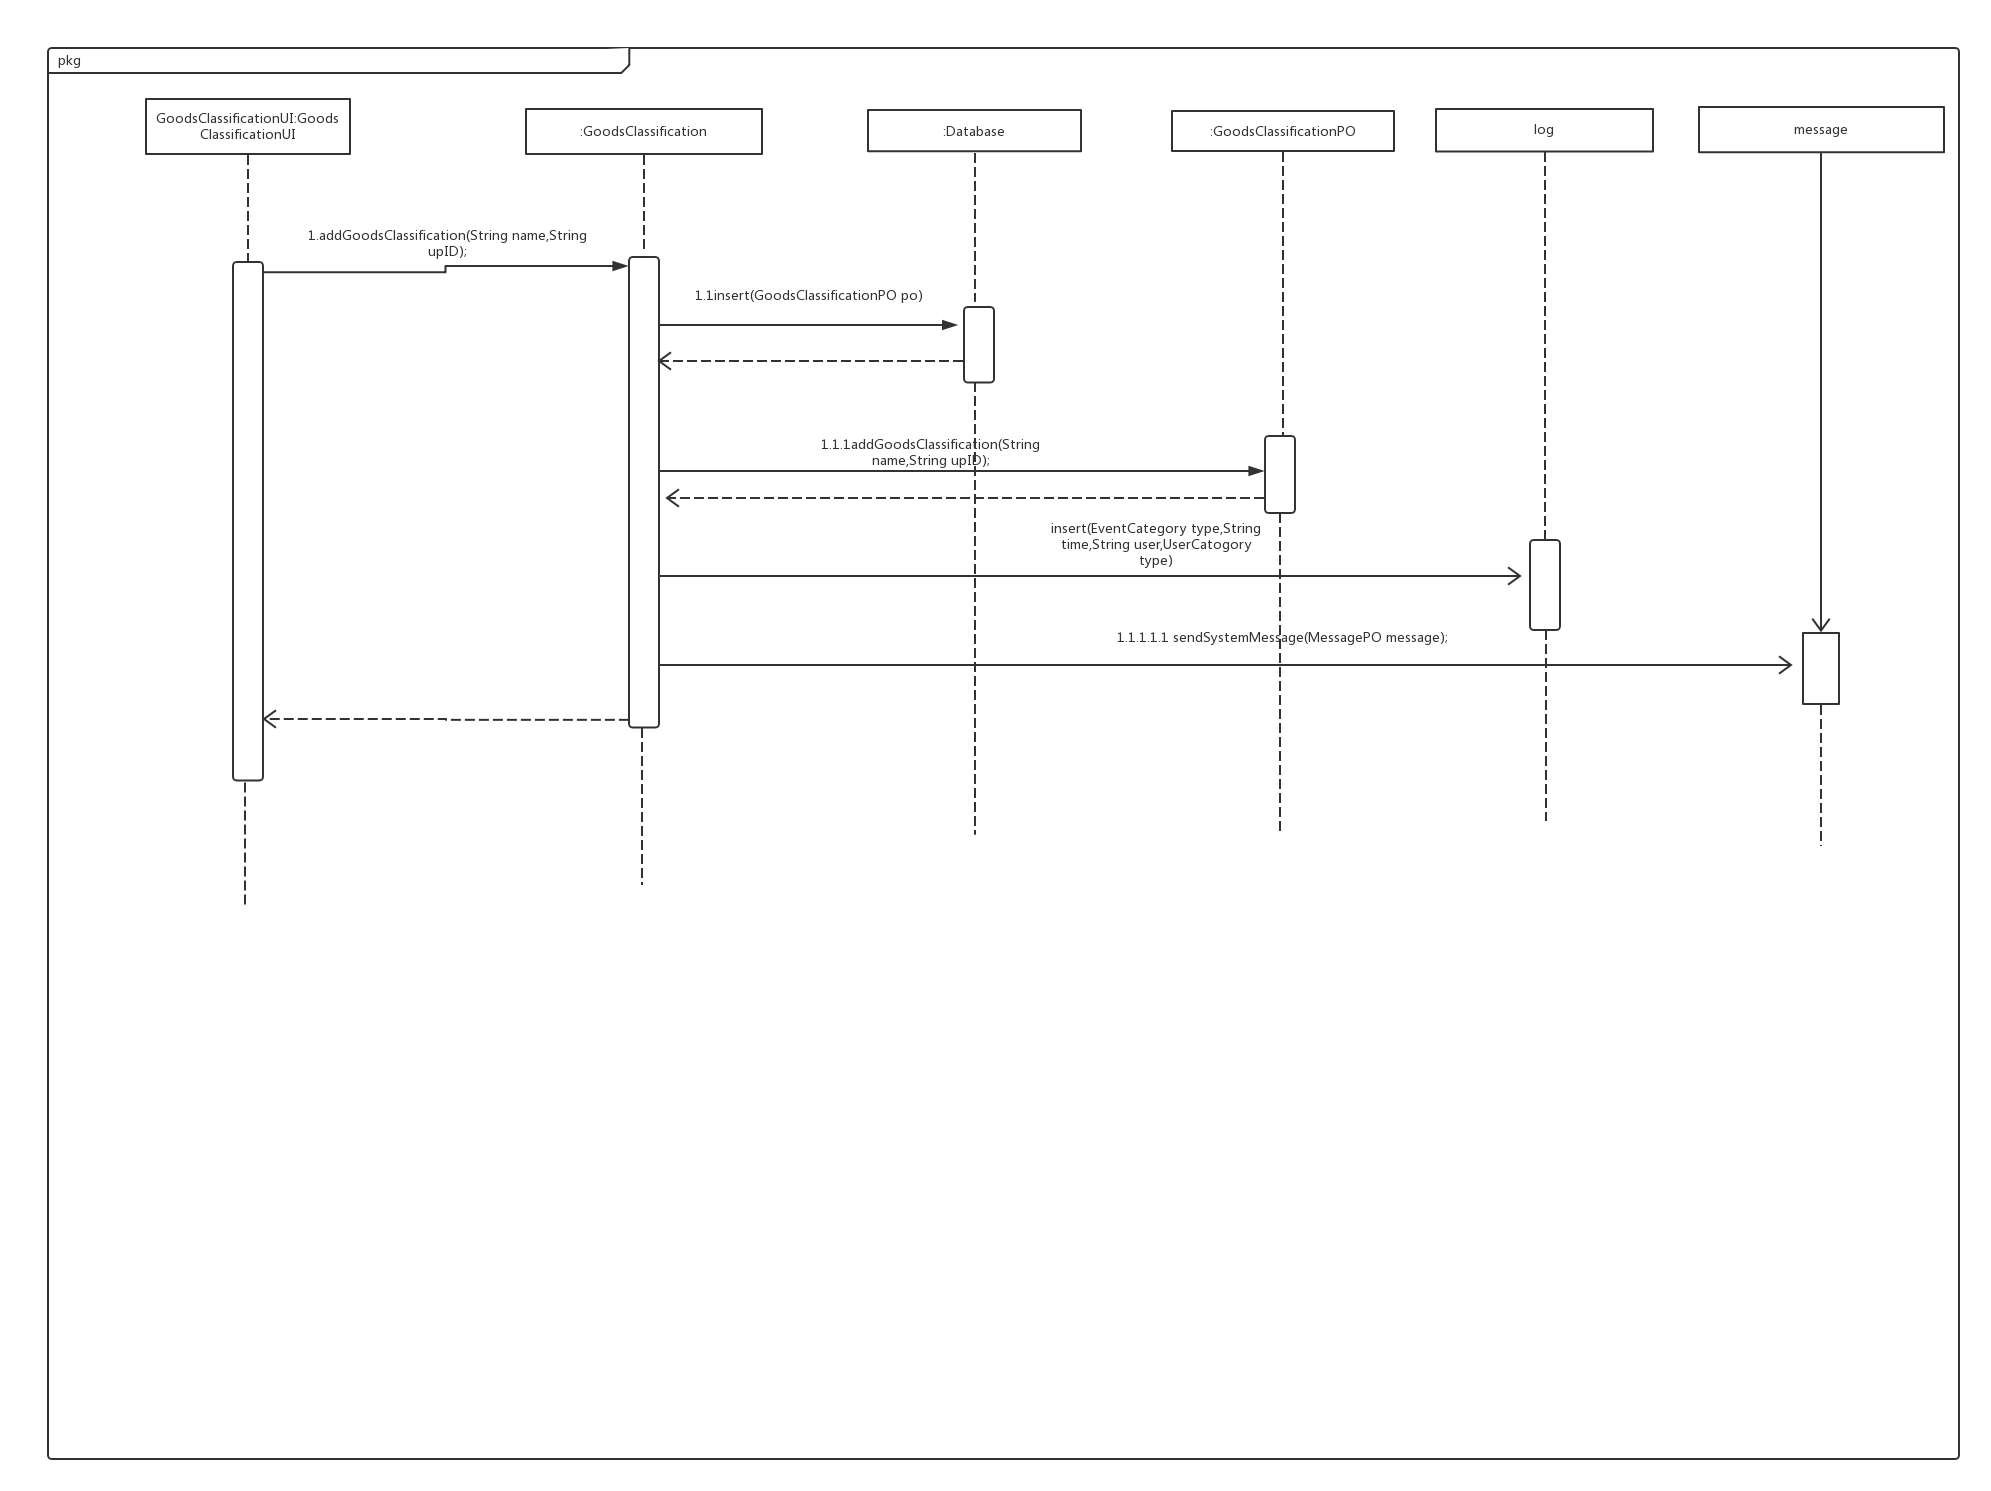 pkg
GoodsClassificationUI:Goods
ClassificationUI
:GoodsClassification
:Database
:GoodsClassificationPO
log
message
1.addGoodsClassification(String name,String
upID);
1.1insert(GoodsClassificationPO po)
1.1.1addGoodsClassification(String
name,String upID);
insert(EventCategory type,String
time,String user,UserCatogory
type)
1.1.1.1.1 sendSystemMessage(MessagePO message);